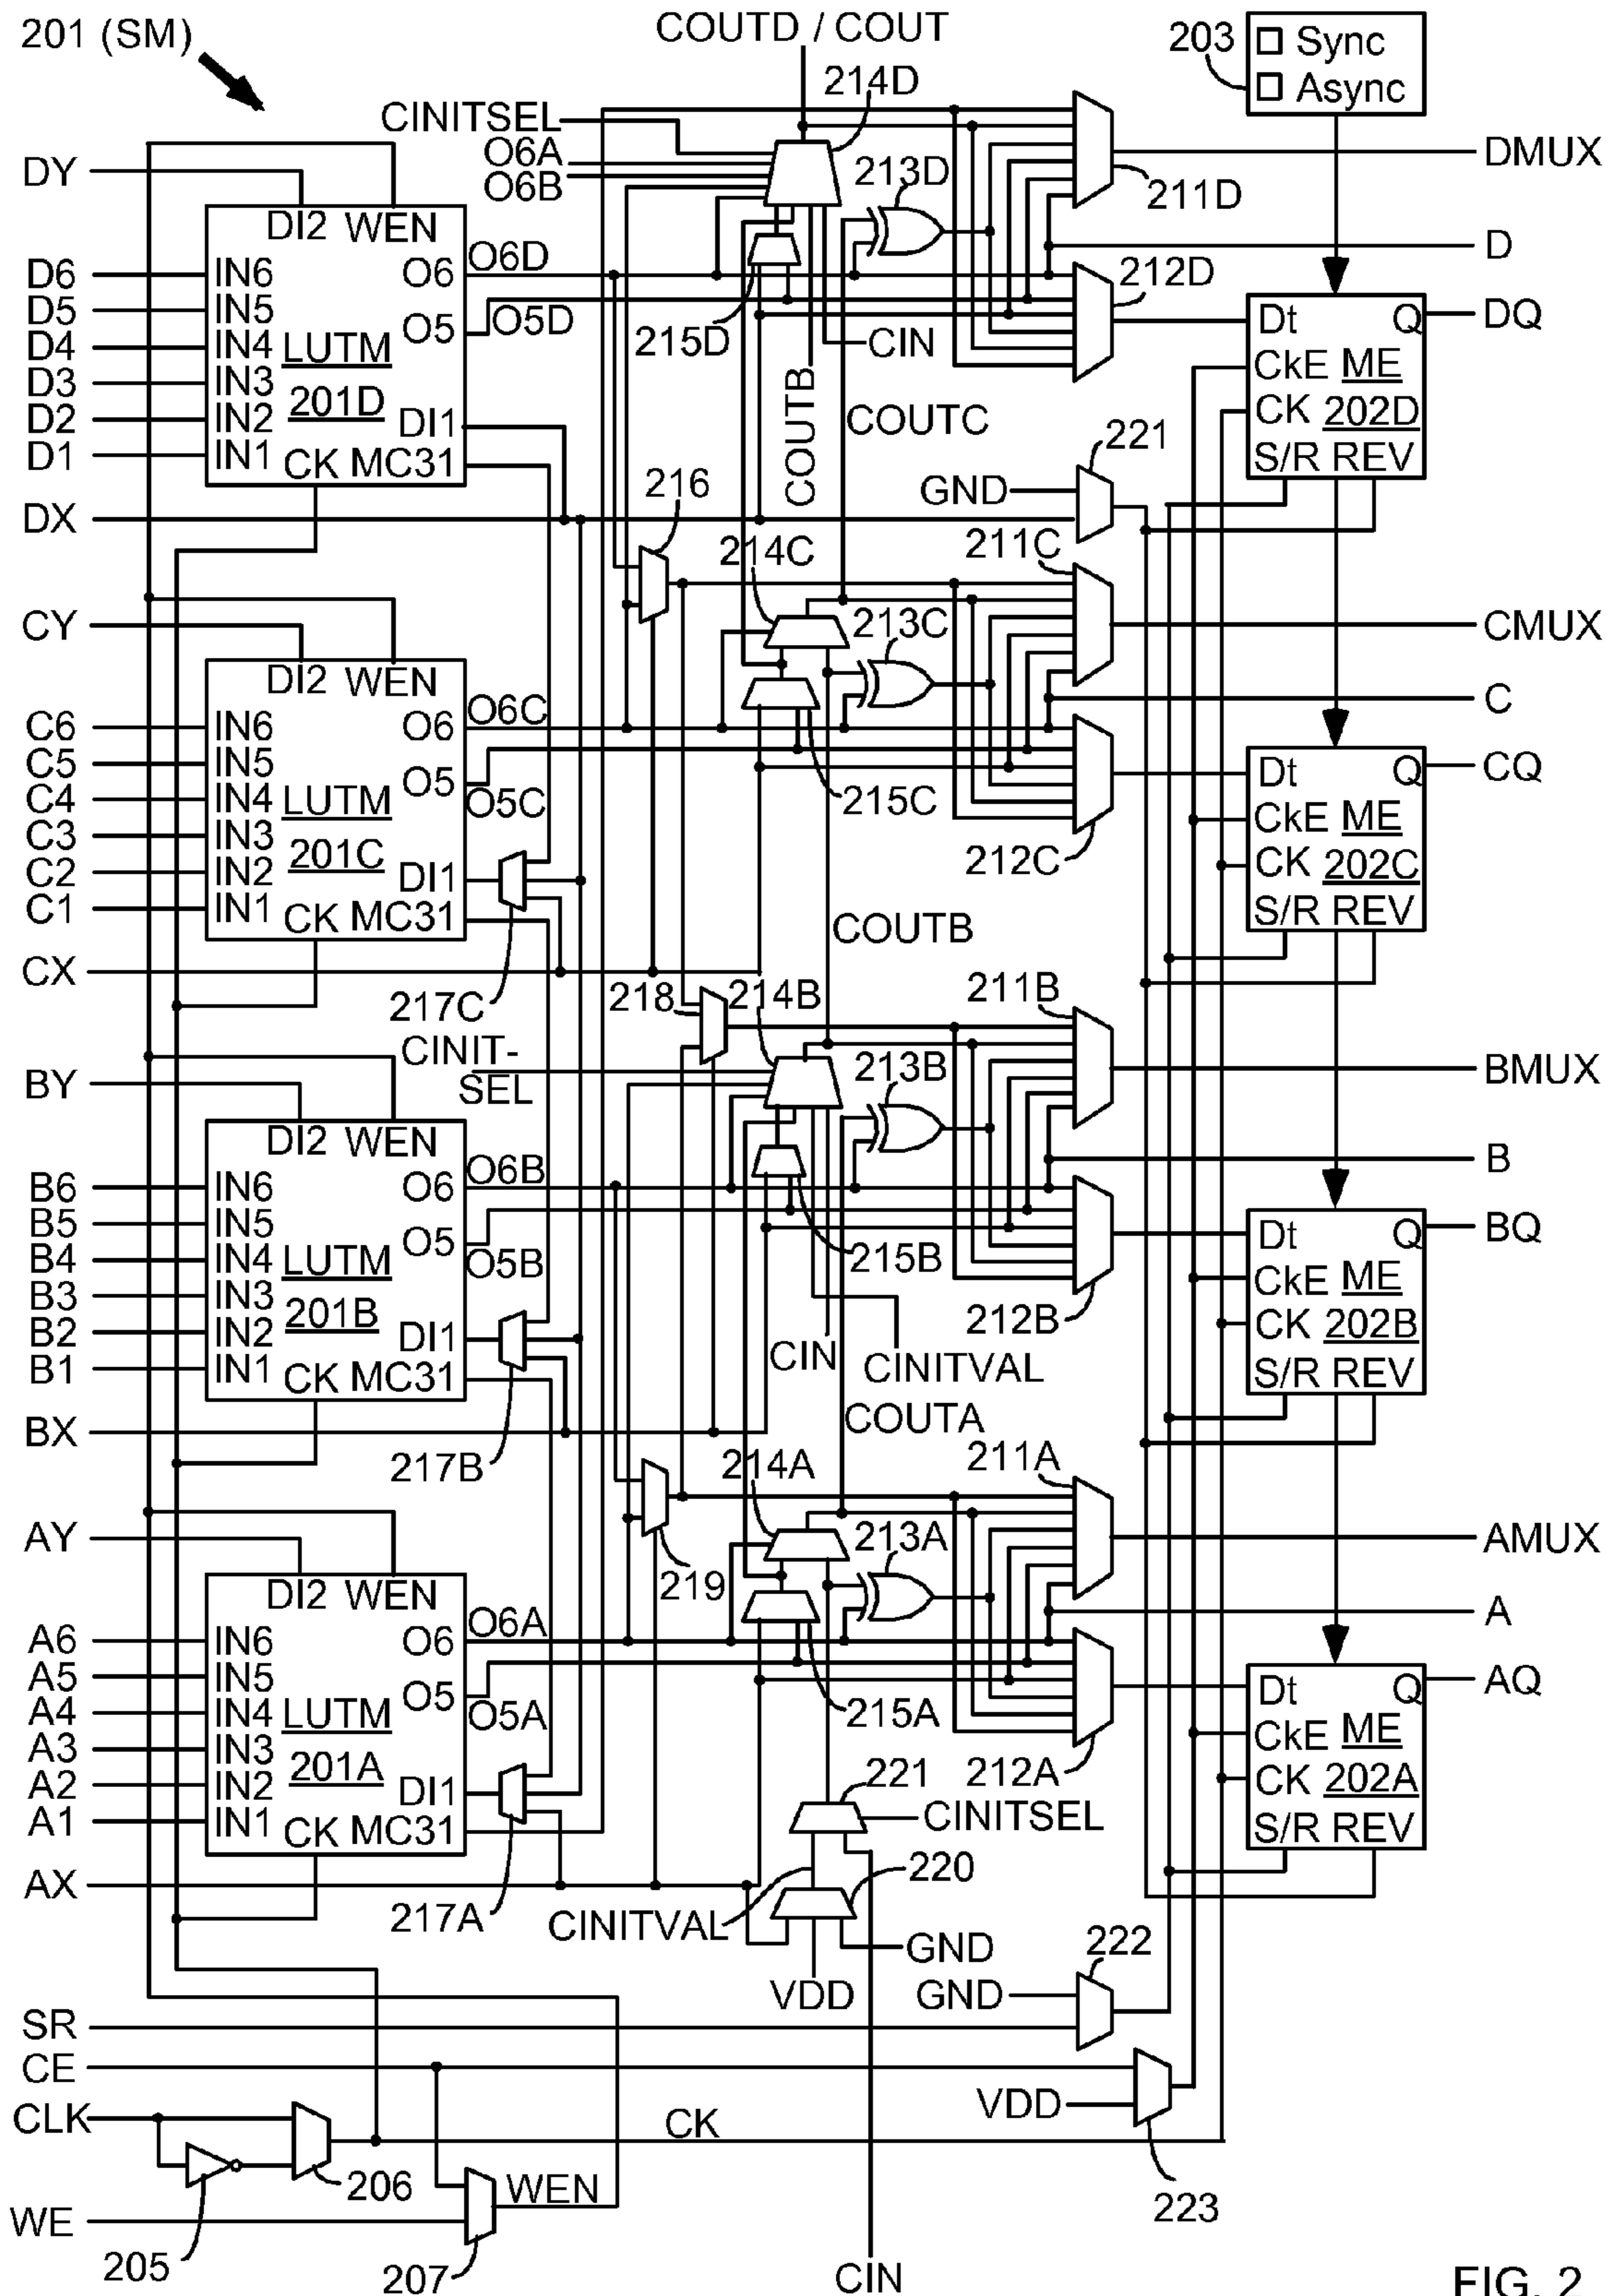 201 (SM)
COUTD / COUT
203
Sync
Async
214D
CINITSEL
O6A
O6B
213D
DMUX
211D
DY
DI2 WEN
D6
D5
D4
D3
D2
D1
IN6
IN5
IN4
IN3
IN2
IN1
LUTM
201D
O6
O5
DI1
CK MC31
O6D
O5D
215D
CIN
COUTB
COUTC
D
212D
Dt
Q
CkE ME
CK 202D
S/R REV
DQ
221
GND
DX
216
214C
211C
213C
CMUX
CY
DI2 WEN
C6
C5
C4
C3
C2
C1
IN6
IN5
IN4
IN3
IN2
IN1
LUTM
201C
O6
O5
DI1
CK MC31
O6C
O5C
C
215C
212C
Dt
Q
CkE ME
CK 202C
S/R REV
CQ
COUTB
CX
217C
218
214B
211B
CINIT-
SEL
213B
BMUX
BY
DI2 WEN
B6
B5
B4
B3
B2
B1
IN6
IN5
IN4
IN3
IN2
IN1
LUTM
201B
O6
O5
DI1
CK MC31
O6B
O5B
B
215B
212B
Dt
Q
CkE ME
CK 202B
S/R REV
BQ
CIN
CINITVAL
COUTA
BX
217B
214A
211A
213A
219
AMUX
AY
DI2 WEN
A6
A5
A4
A3
A2
A1
IN6
IN5
IN4
IN3
IN2
IN1
LUTM
201A
O6
O5
DI1
CK MC31
O6A
O5A
A
215A
212A
Dt
Q
CkE ME
CK 202A
S/R REV
AQ
221
CINITSEL
220
AX
217A
CINITVAL
GND
VDD
222
GND
SR
CE
VDD
CLK
CK
206
WEN
223
WE
205
207
CIN
FIG. 2